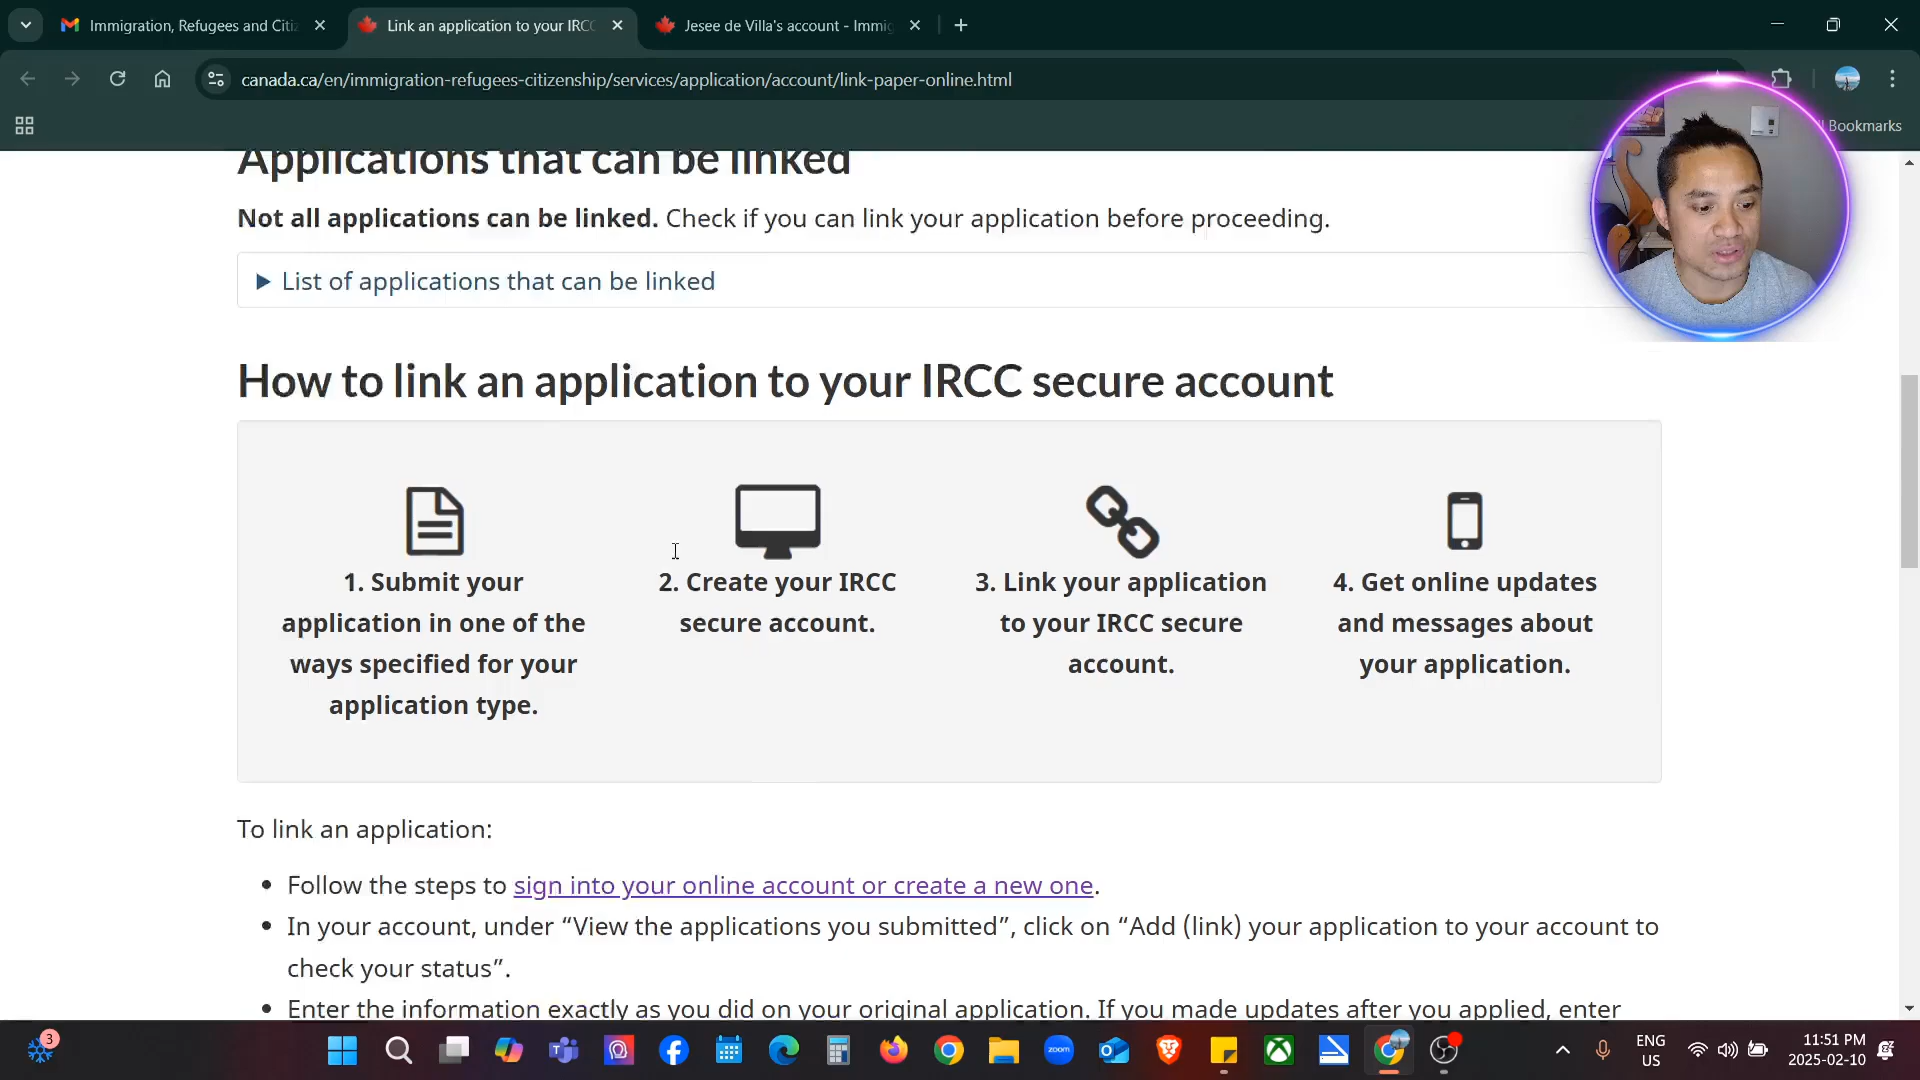 Immigration, Refugees and Citiz
Link an application to your IRCC
Jesee de Villa's account - Immig
canada.ca/en/immigration-refugees-citizenship/services/application/account/link-paper-online.html
Bookmarks
Applications that can be linked
Not all applications can be linked. Check if you can link your application before proceeding.
List of applications that can be linked
How to link an application to your IRCC secure account
1. Submit your
application in one of the
ways specified for your
application type.
2. Create your IRCC
secure account.
3. Link your application
to your IRCC secure
account.
4. Get online updates
and messages about
your application.
To link an application:
Follow the steps to sign into your online account or create a new one.
In your account, under “View the applications you submitted”, click on “Add (link) your application to your account to
check your status”.
Enter the information exactly as you did on your original application. If you made updates after you applied, enter
3
zoom
ENG
US
11:51 PM
2025-02-10